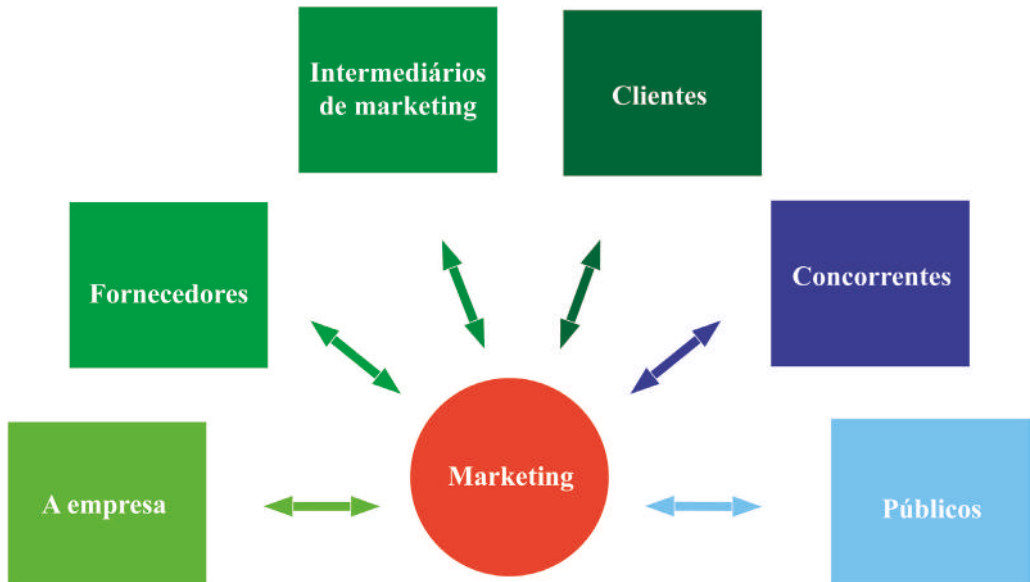 Intermediários
de marketing
Clientes
Fornecedores
Concorrentes
A empresa
Marketing
Públicos